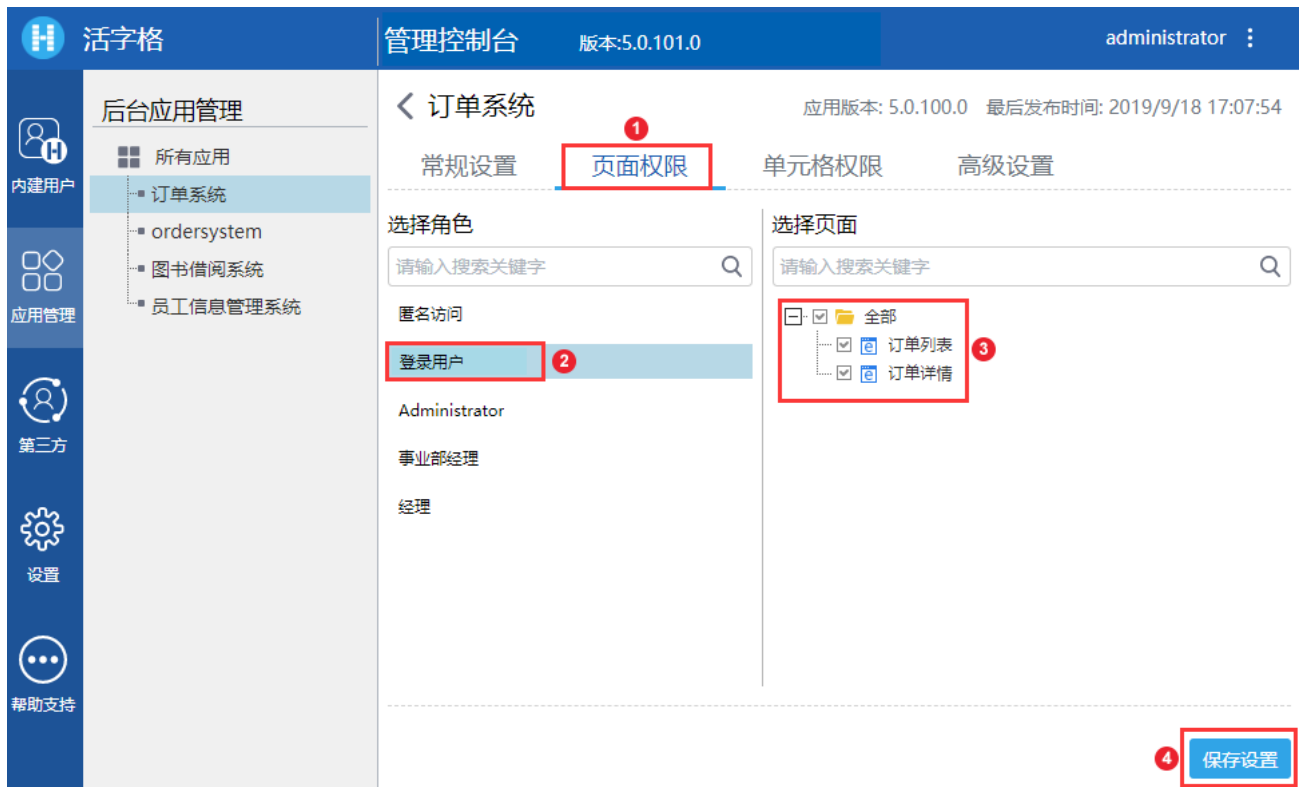 活字格
管理控制台 版本:5.0.101.0
administrator
内建用户
应用管理
第三方
设置
帮助支持
后台应用管理
所有应用
订单系统
ordersystem
图书借阅系统
员工信息管理系统
订单系统
应用版本: 5.0.100.0 最后发布时间: 2019/9/18 17:07:54
1
常规设置 页面权限 单元格权限 高级设置
选择角色
请输入搜索关键字
匿名访问
登录用户 2
Administrator
事业部经理
经理
选择页面
请输入搜索关键字
全部
订单列表 3
订单详情
4 保存设置